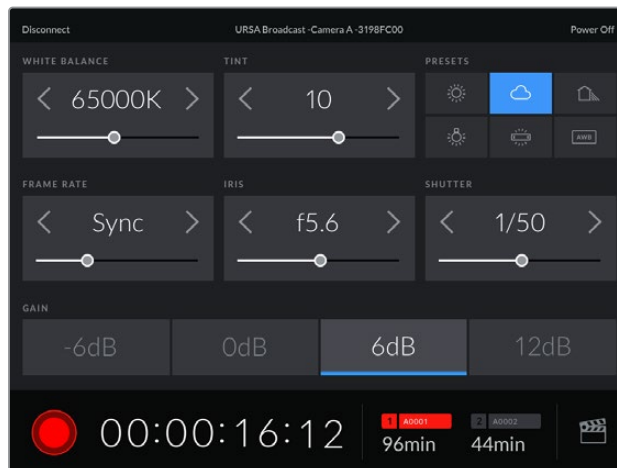 Disconnect URSA Broadcast -Camera A -3198FC00 Power Off
WHITE BALANCE TINT PRESETS
65000K 10
AWB
FRAME RATE IRIS SHUTTER
Sync f5.6 1/50
GAIN
-6dB 0dB 6dB 12dB
00:00:16:12 1 A0001 2 A0002
96min 44min